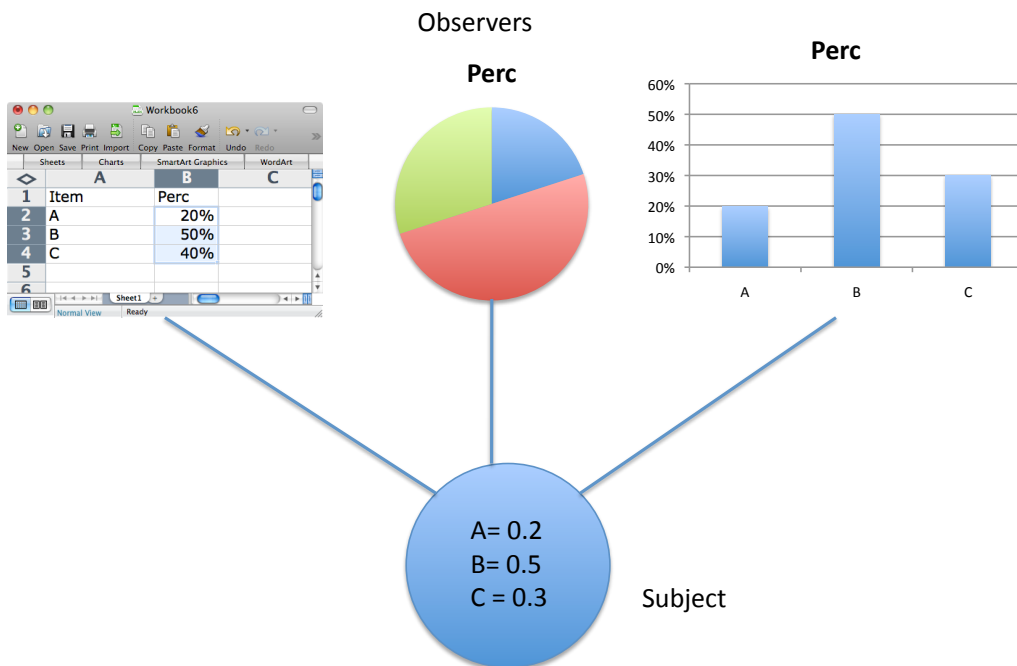 Observers
Workbook6
New Open Save Print Import Copy Paste Format Undo Redo
Sheets Charts SmartArt Graphics WordArt
A B C
1 Item Perc
2 A 20%
3 B 50%
4 C 40%
5
6
Sheet1
Normal View Ready
Perc
Perc
60%
50%
40%
30%
20%
10%
0%
A B C
A= 0.2
B= 0.5
C = 0.3
Subject